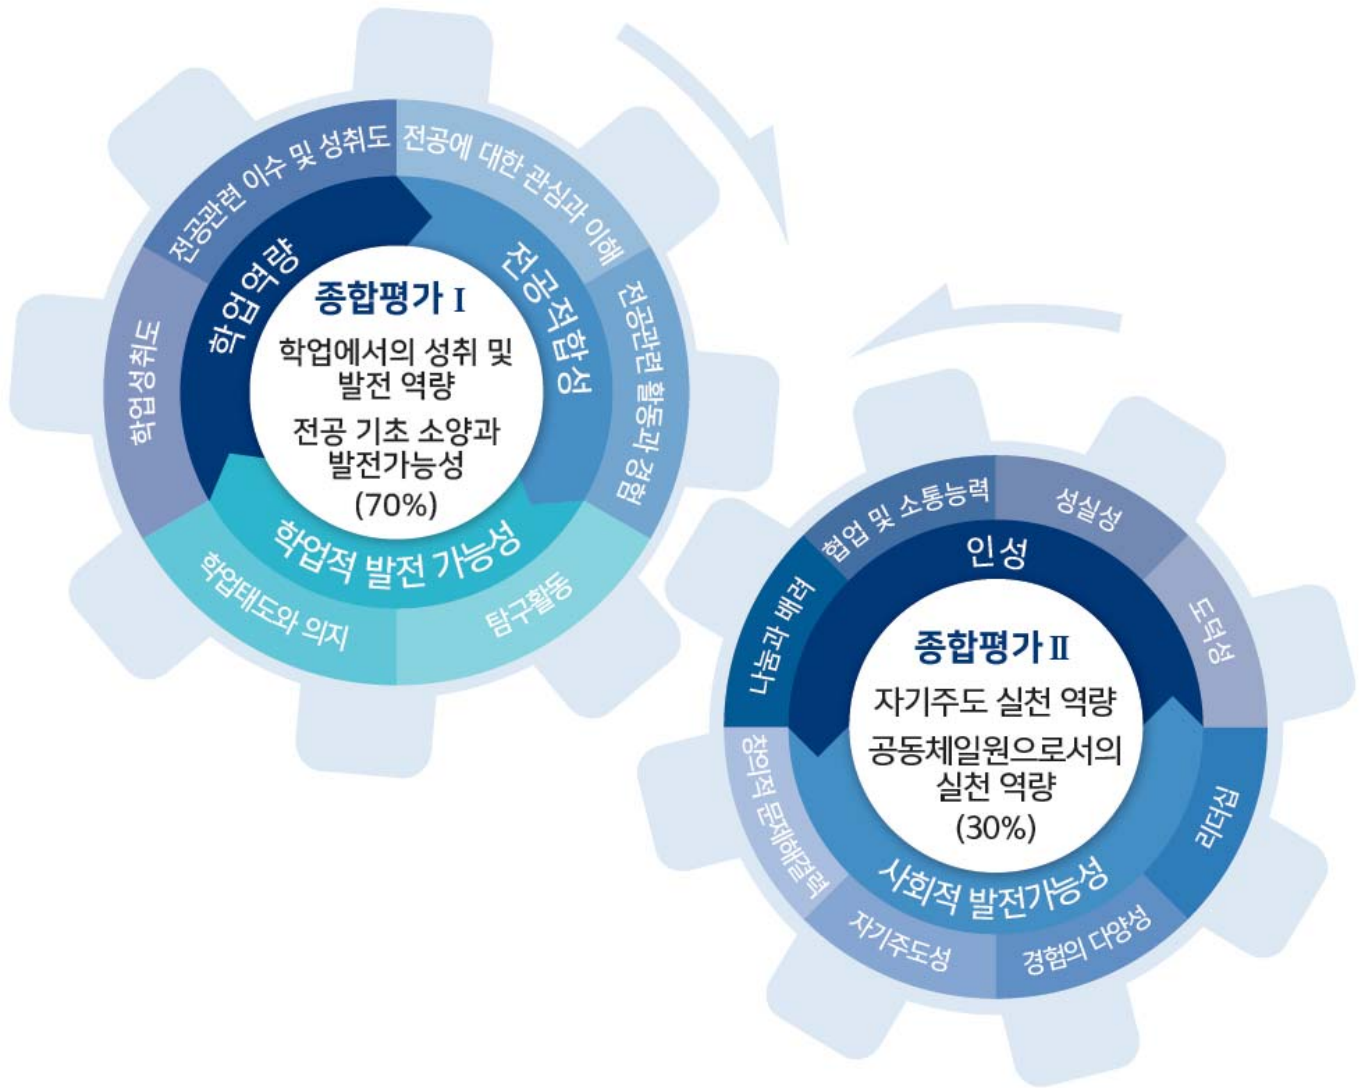 전공관련 이수 및 성취도
전공에 대한 관심과 이해
학업역량
전공적합성
종합평가 Ⅰ
학업에서의 성취 및
발전 역량
전공 기초 소양과
발전가능성
(70%)
학업성취도
전공관련 활동과 경험
학업적 발전 가능성
학업태도와 의지
탐구활동
협업 및 소통능력
성실성
인성
나눔과 배려
도덕성
종합평가 Ⅱ
자기주도 실천 역량
공동체일원으로서의
실천 역량
(30%)
창의적 문제해결력
리더십
사회적 발전가능성
자기주도성
경험의 다양성